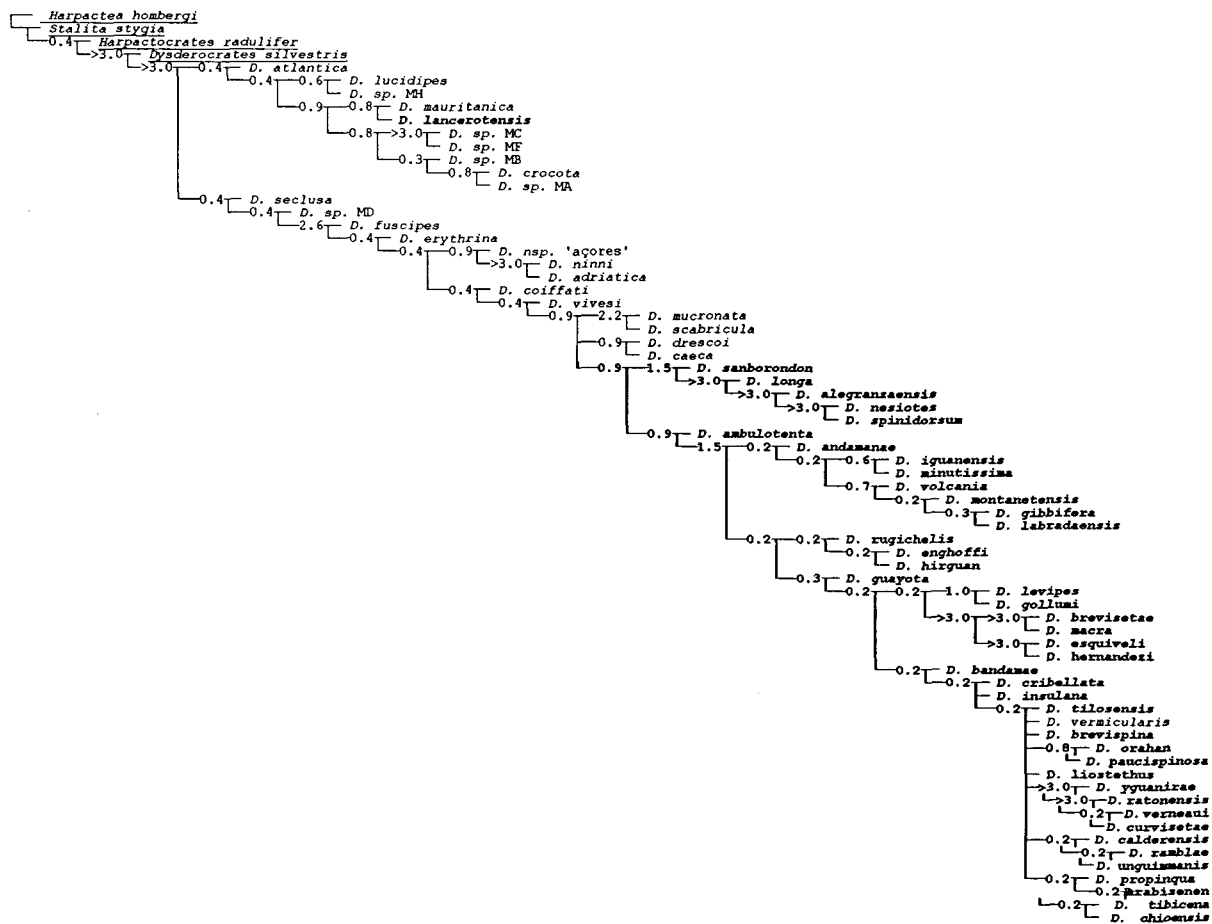 Harpactea hombergi
Stalita stygia
0.4 Harpactocrates radulifer
>3.0 Dysderocrates silvestris
>3.0 0.4 D. atlantica
0.4 0.6 D. lucidipes
D. sp. MH
0.9 0.8 D. mauritanica
D. lancerotensis
0.8 >3.0 D. sp. MC
D. sp. MF
0.3 D. sp. MB
0.8 D. crocota
D. sp. MA
0.4 D. seclusa
0.4 D. sp. MD
2.6 D. fuscipes
0.4 D. erythrina
0.4 0.9 D. nsp. 'açores'
>3.0 D. ninni
D. adriatica
0.4 D. coiffati
0.4 D. vivesi
0.9 2.2 D. mucronata
D. scabricula
0.9 D. drescoi
D. caeca
0.9 1.5 D. sanborondon
>3.0 D. longa
>3.0 D. alegranzaensis
>3.0 D. nesiotes
D. spinidorsum
0.9 D. ambulotenta
1.5 0.2 D. andamanae
0.2 0.6 D. iguanensis
D. minutissima
0.7 D. volcania
0.2 D. montanetensis
0.3 D. gibbifera
D. labradaensis
0.2 0.2 D. rugichelis
0.2 D. enghoffi
D. hirguan
0.3 D. guayota
0.2 0.2 1.0 D. levipes
D. gollumi
>3.0 >3.0 D. brevisetae
D. macra
>3.0 D. esquiveli
D. hernandezi
0.2 D. bandamae
0.2 D. cribellata
D. insulana
0.2 D. tilosensis
D. vermicularis
D. brevispina
0.8 D. orahan
D. paucispinosa
D. liostethus
>3.0 D. yguanirae
>3.0 D. ratonensis
0.2 D. verneaui
D. curvisetae
0.2 D. calderensis
0.2 D. ramblae
D. unguimmanis
0.2 D. propinqua
0.2 arabisenen
0.2 D. tibicena
D. chioensis